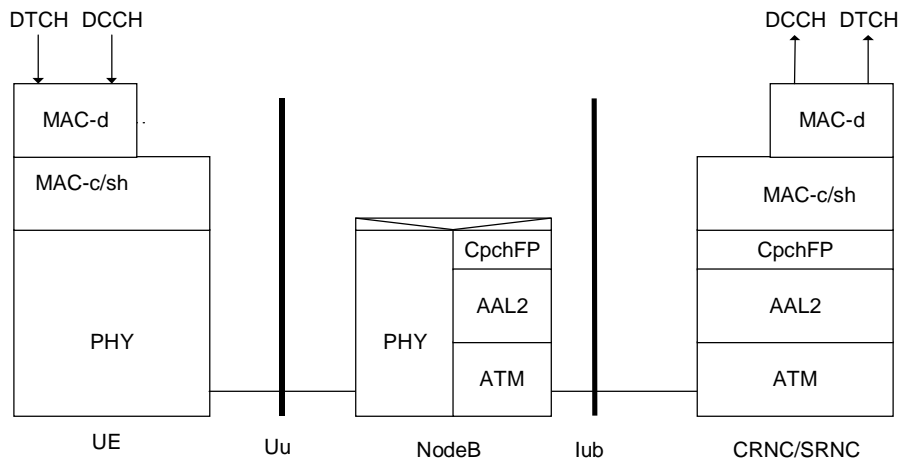 DTCH DCCH
DCCH DTCH
MAC-d
MAC-d
MAC-c/sh
MAC-c/sh
CpchFP
CpchFP
PHY
PHY
AAL2
AAL2
ATM
ATM
UE
Uu
NodeB
Iub
CRNC/SRNC